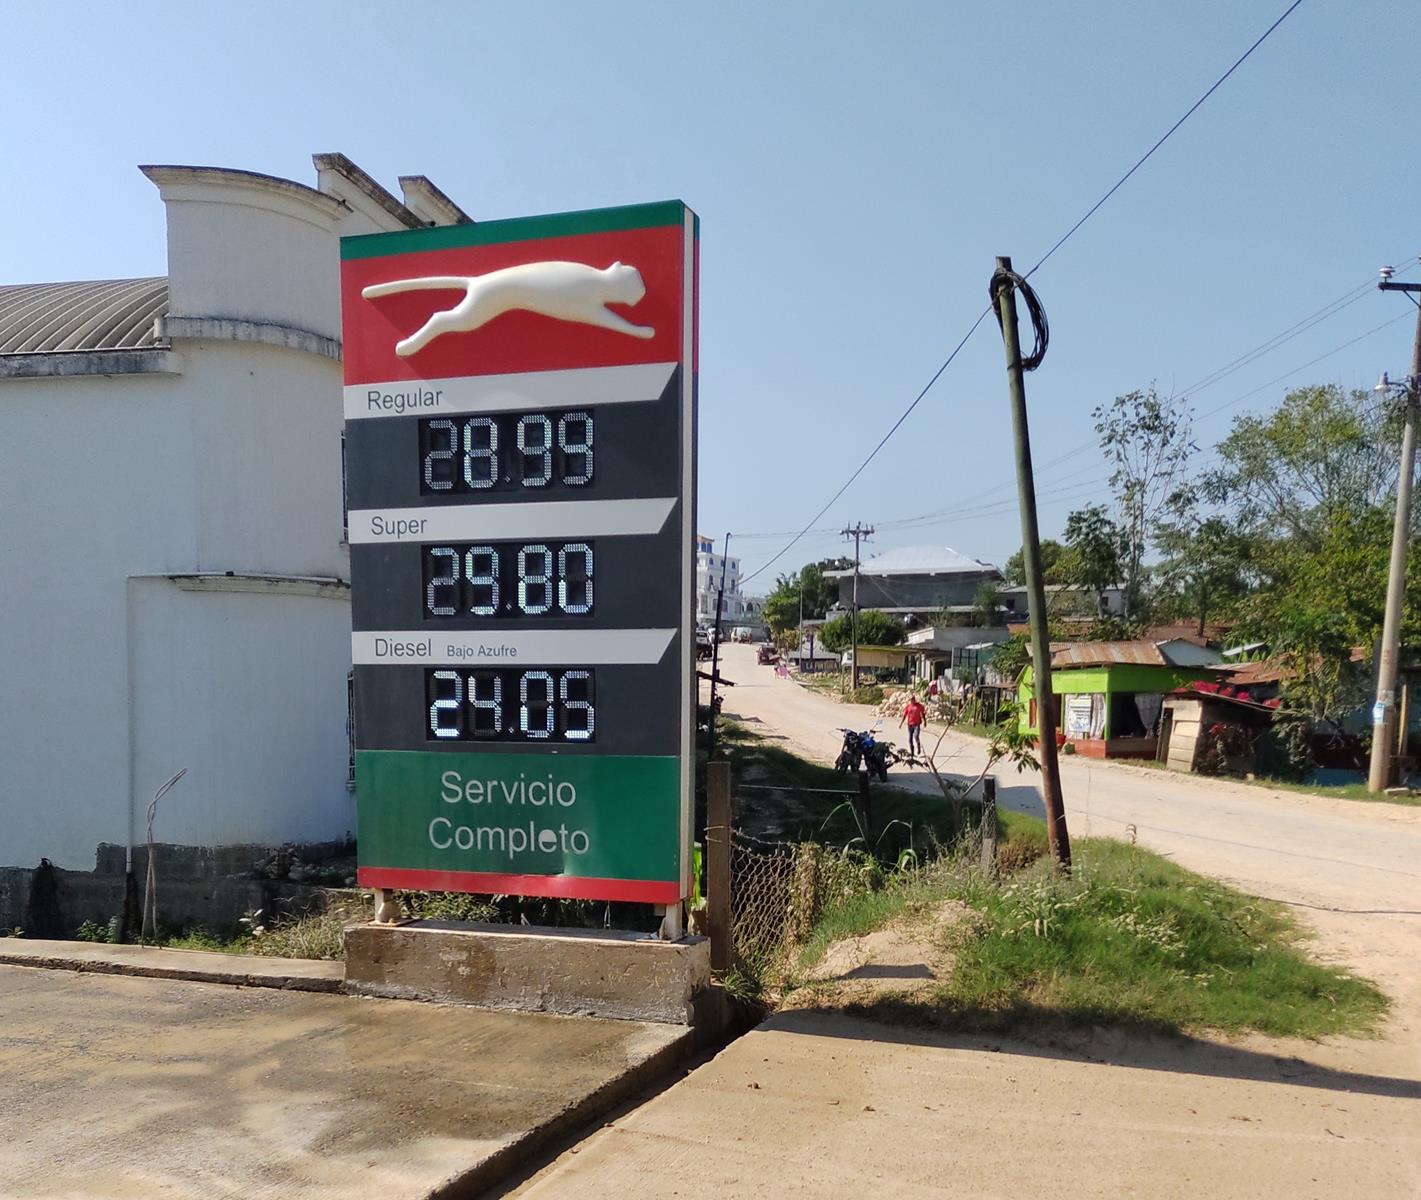 Regular
28.99
Super
29.80
Diesel Bajo Azufre
24.05
Servicio
Completo